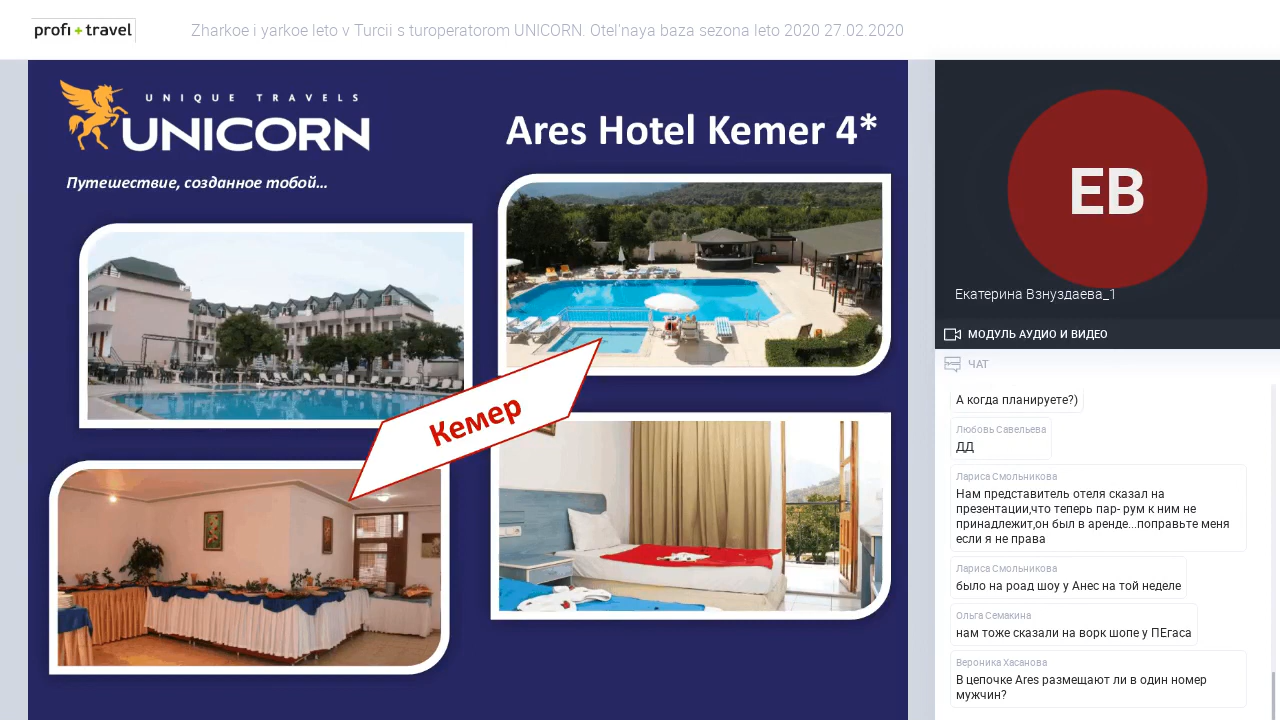 profi + travel
Zharkoe i yarkoe leto v Turcii s turoperatorom UNICORN. Otel'naya baza sezona leto 2020 27.02.2020
UNIQUE TRAVELS
UNICORN
Путешествие, созданное тобой...
Ares Hotel Kemer 4*
Кемер
EB
Екатерина Взнуздаева_1
МОДУЛЬ АУДИО И ВИДЕО
ЧАТ
А когда планируете?)
Любовь Савельева
ДД
Лариса Смольникова
Нам представитель отеля сказал на
презентации,что теперь пар- рум к ним не
принадлежит,он был в аренде...поправьте меня
если я не права
Лариса Смольникова
было на роад шоу у Анес на той неделе
Ольга Семакина
нам тоже сказали на ворк шопе у ПЕгаса
Вероника Хасанова
В цепочке Ares размещают ли в один номер
мужчин?